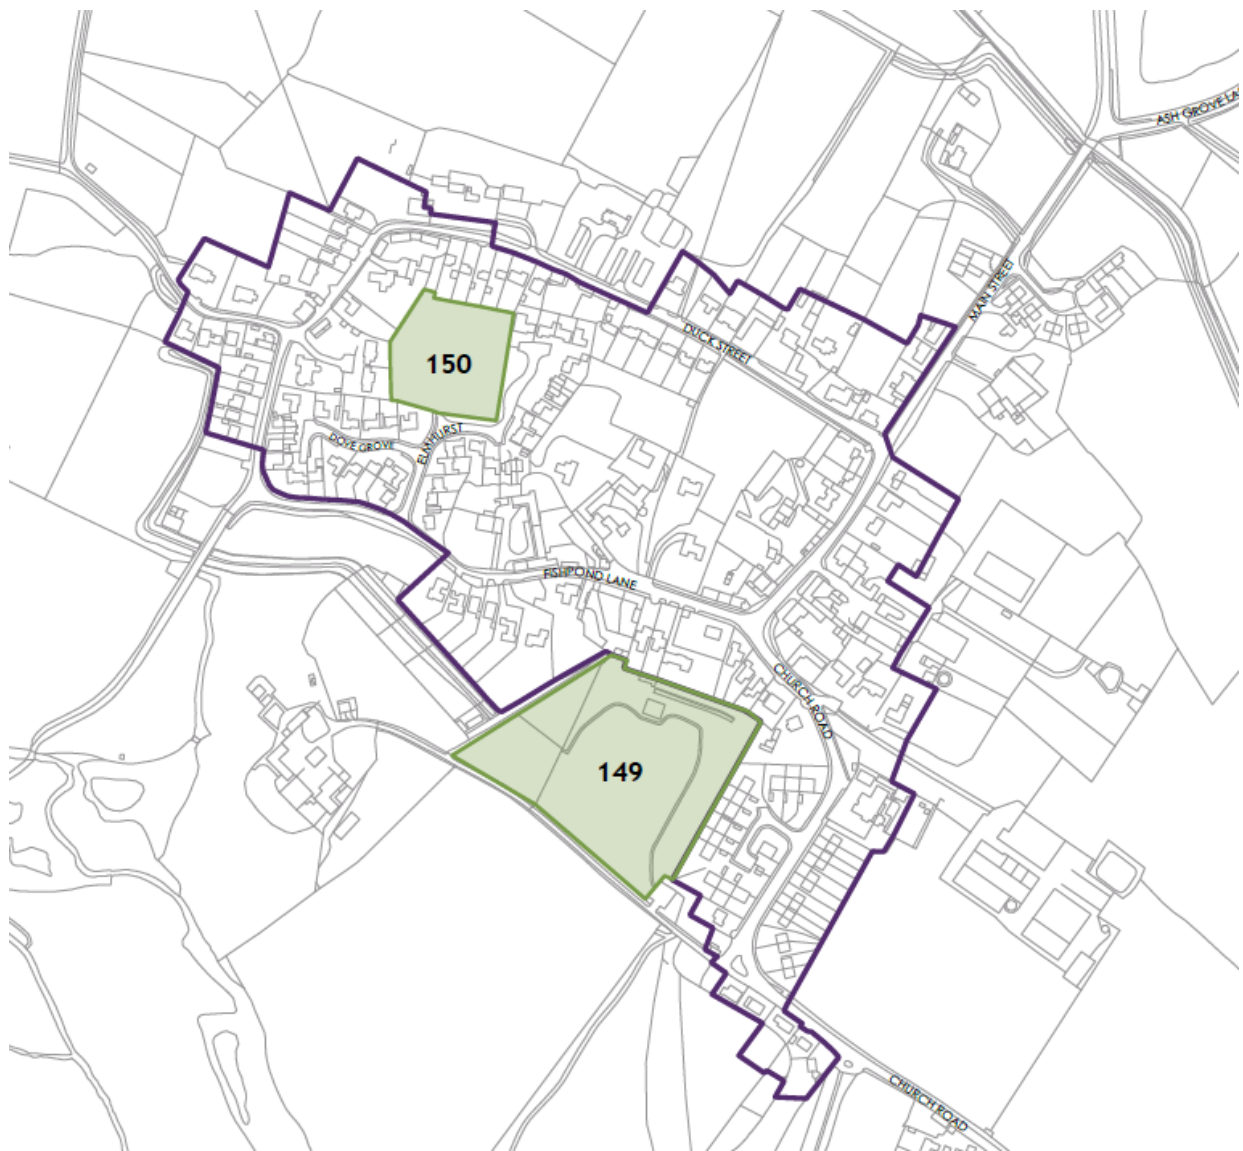 ASH GROVE LA
MAIN STREET
DUCK STREET
150
DOVE GROVE
ELMHURST
FISHPOND LANE
CHURCH ROAD
149
CHURCH ROAD